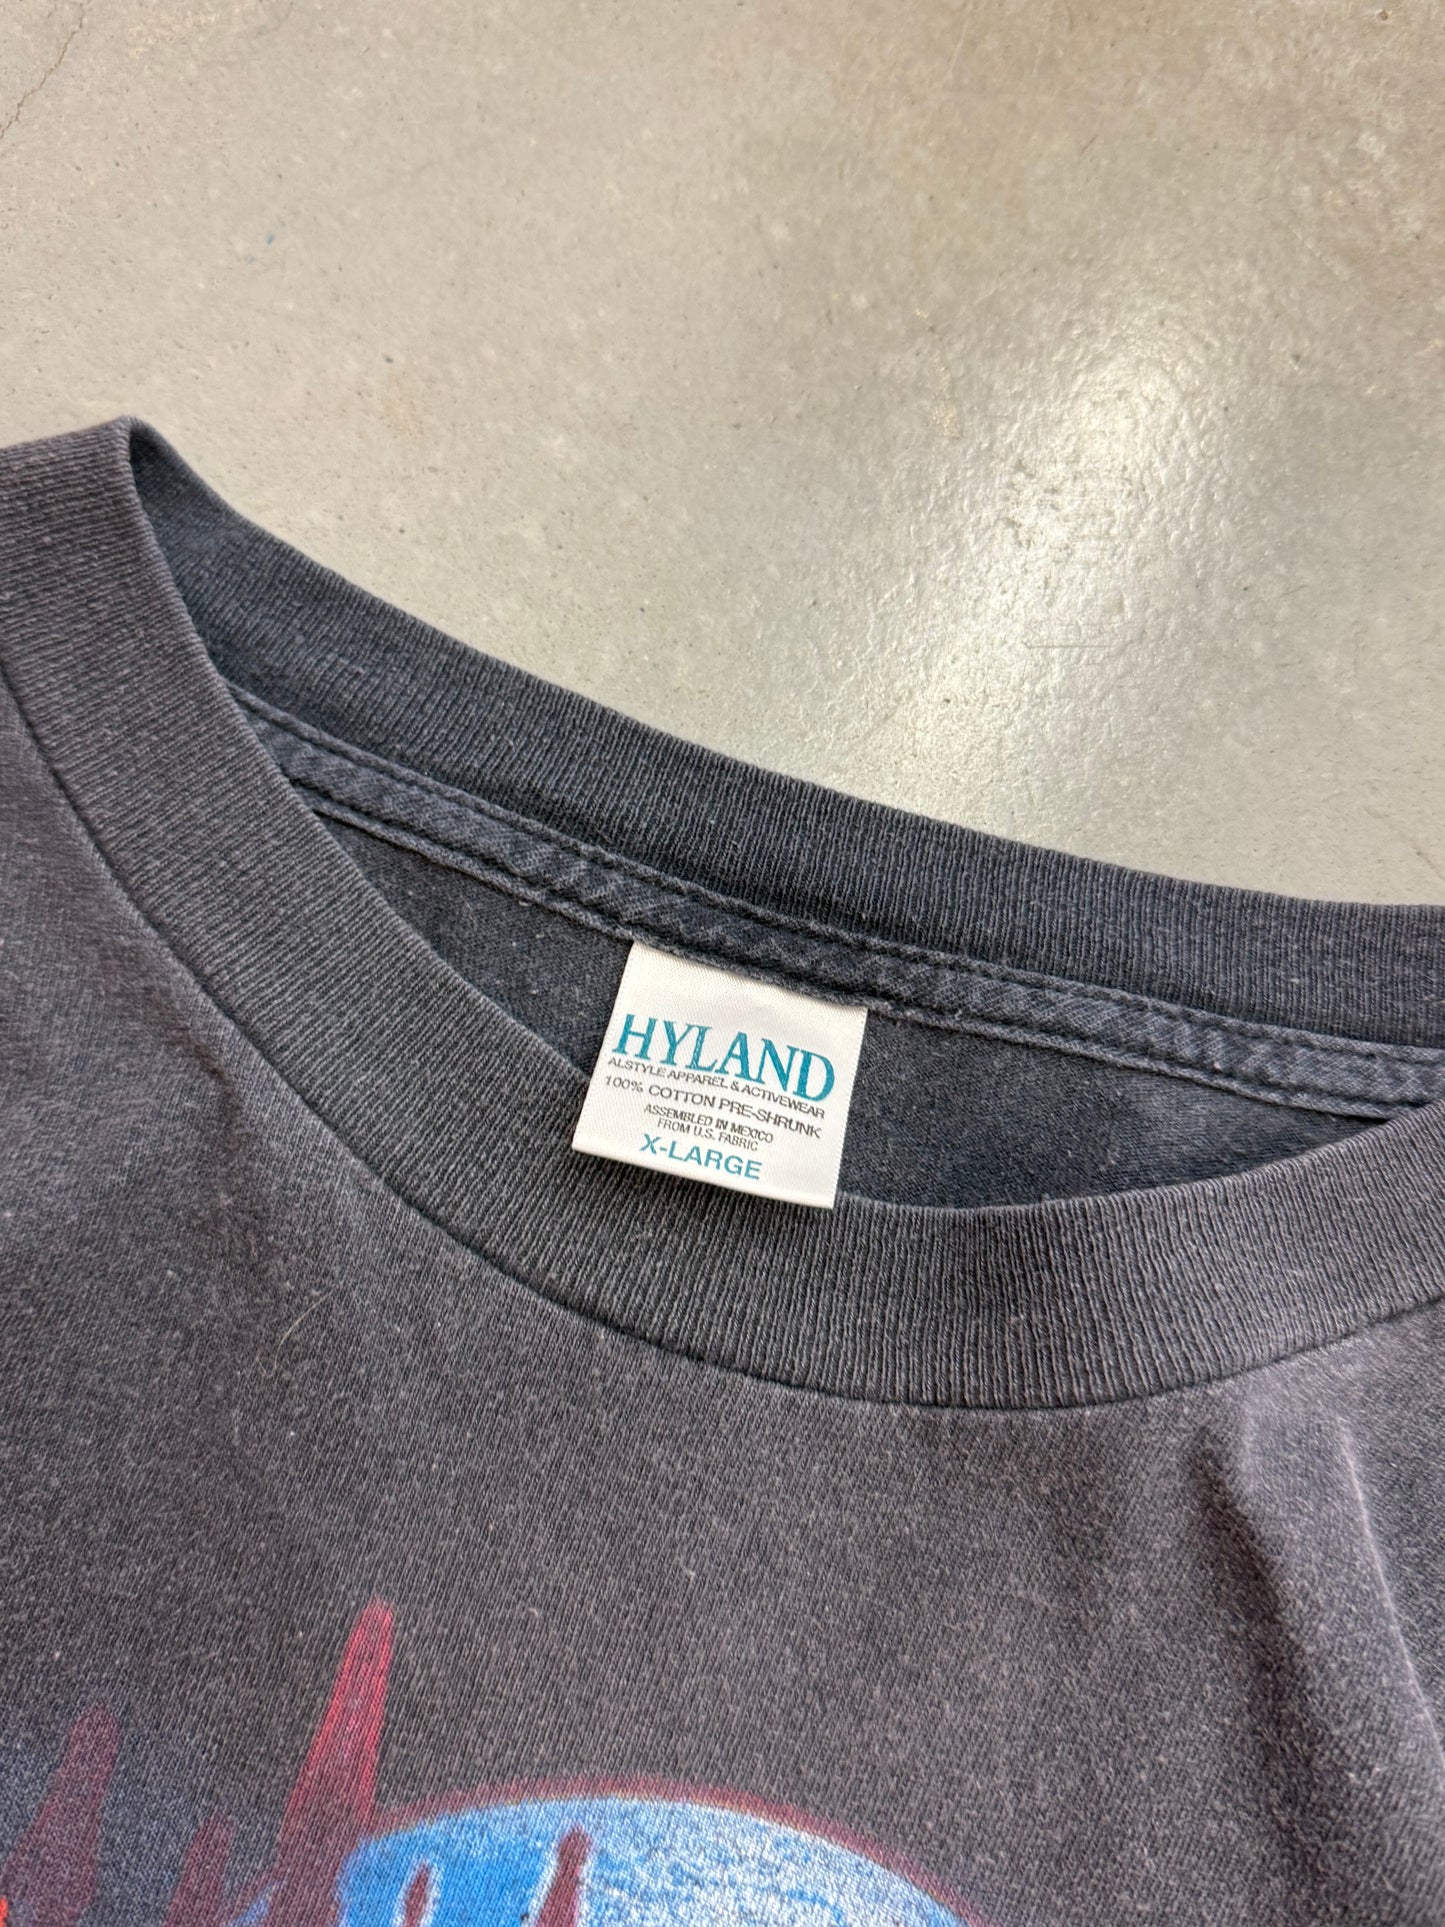 HYLAND
ALSTYLE APPAREL & ACTIVEWEAR
100% COTTON PRE-SHRUNK
ASSEMBLED IN MEXICO
FROM U.S. FABRIC
X-LARGE